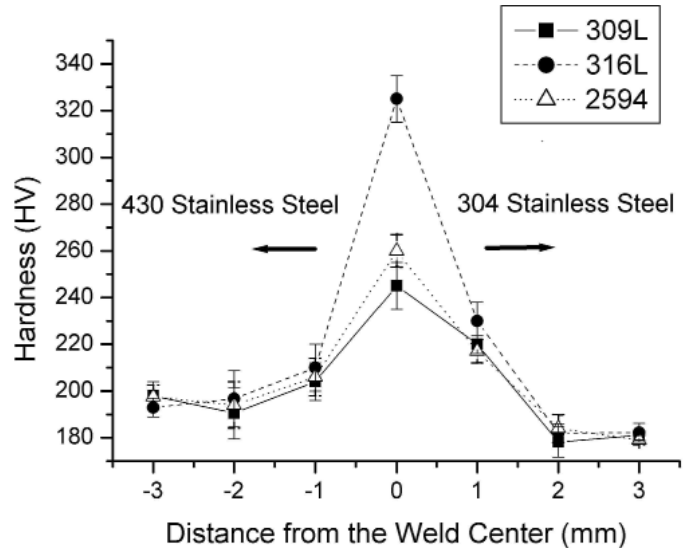 309L
316L
2594
340
320
300
280
260
240
220
200
180
Hardness (HV)
430 Stainless Steel
304 Stainless Steel
-3 -2 -1 0 1 2 3
Distance from the Weld Center (mm)